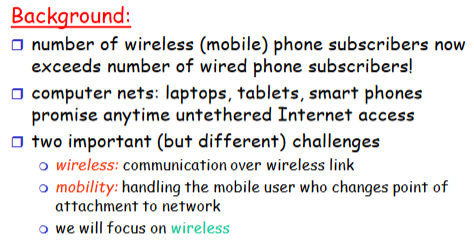 Background:
number of wireless (mobile) phone subscribers now
exceeds number of wired phone subscribers!
computer nets: laptops, tablets, smart phones
promise anytime untethered Internet access
two important (but different) challenges
wireless: communication over wireless link
mobility: handling the mobile user who changes point of
attachment to network
we will focus on wireless